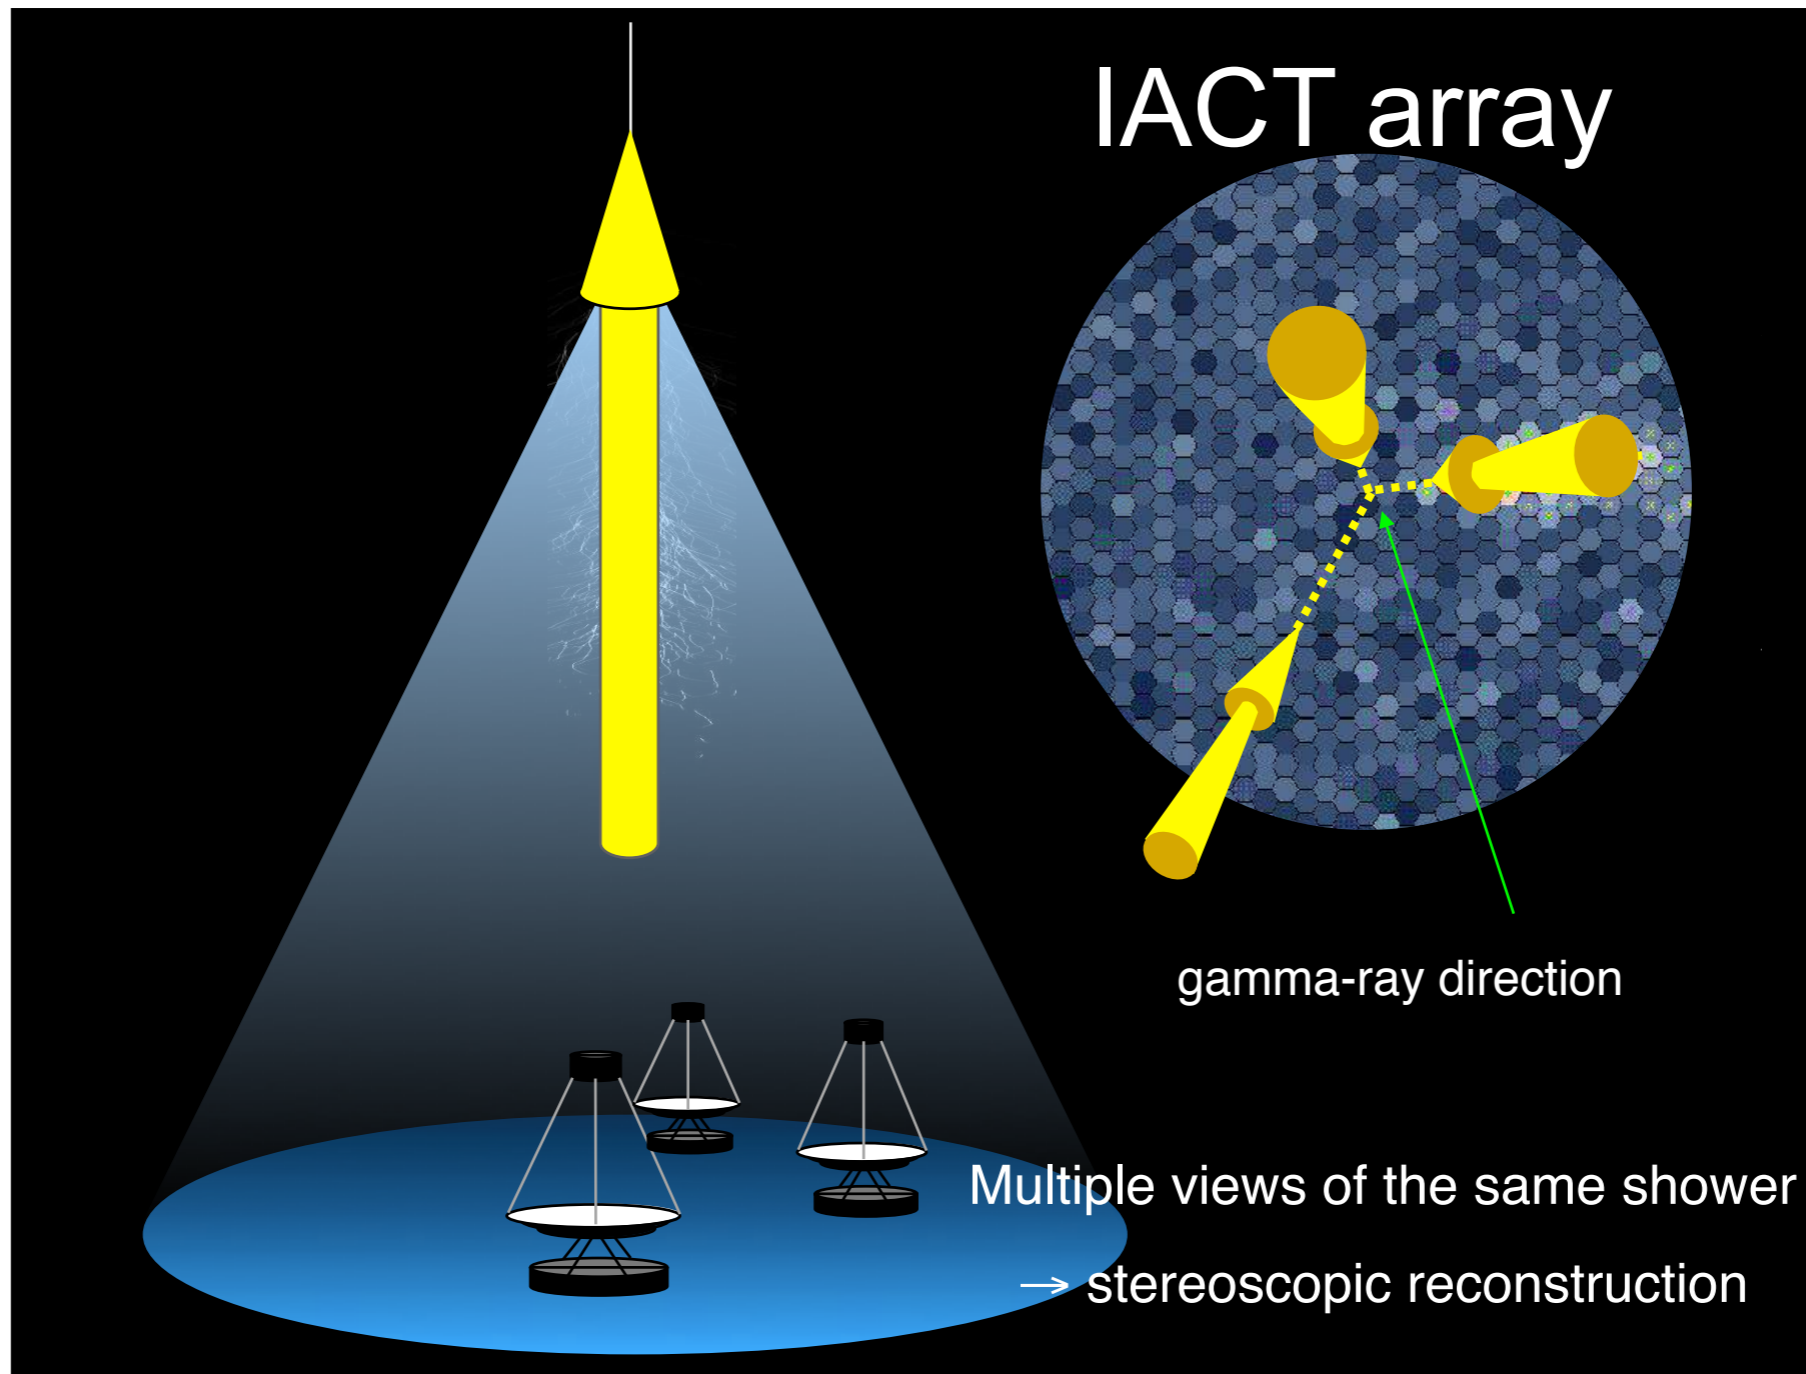 IACT array
gamma-ray direction
Multiple views of the same shower
→ stereoscopic reconstruction